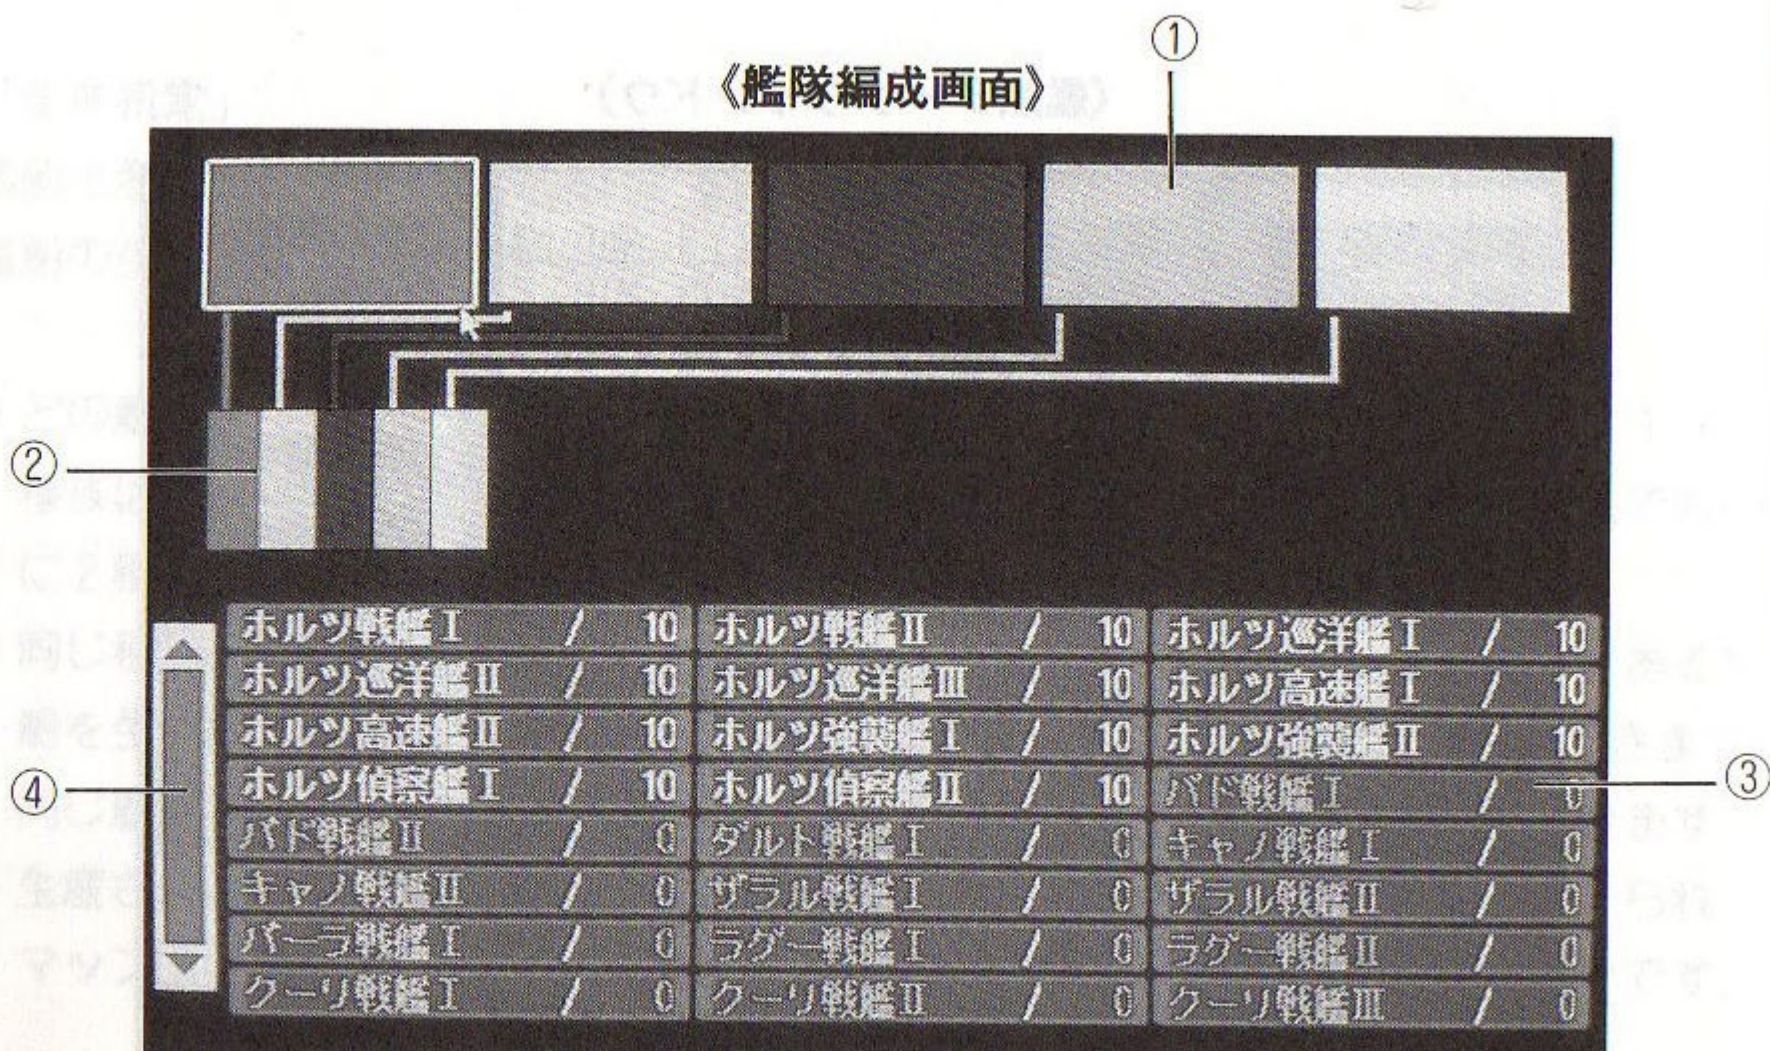 ①
《艦隊編成画面》
②
ホルツ戦艦Ⅰ / 10 ホルツ戦艦Ⅱ / 10 ホルツ巡洋艦Ⅰ / 10
ホルツ巡洋艦Ⅱ / 10 ホルツ巡洋艦Ⅲ / 10 ホルツ高速艦Ⅰ / 10
ホルツ高速艦Ⅱ / 10 ホルツ強襲艦Ⅰ / 10 ホルツ強襲艦Ⅱ / 10
④ ホルツ偵察艦Ⅰ / 10 ホルツ偵察艦Ⅱ / 10 バド戦艦Ⅰ / 0 ③
バド戦艦Ⅱ / 0 ダルト戦艦Ⅰ / 0 キャノ戦艦Ⅰ / 0
キャノ戦艦Ⅱ / 0 ザラル戦艦Ⅰ / 0 ザラル戦艦Ⅱ / 0
バーラ戦艦Ⅰ / 0 ラグー戦艦Ⅰ / 0 ラグー戦艦Ⅱ / 0
クーリ戦艦Ⅰ / 0 クーリ戦艦Ⅱ / 0 クーリ戦艦Ⅲ / 0